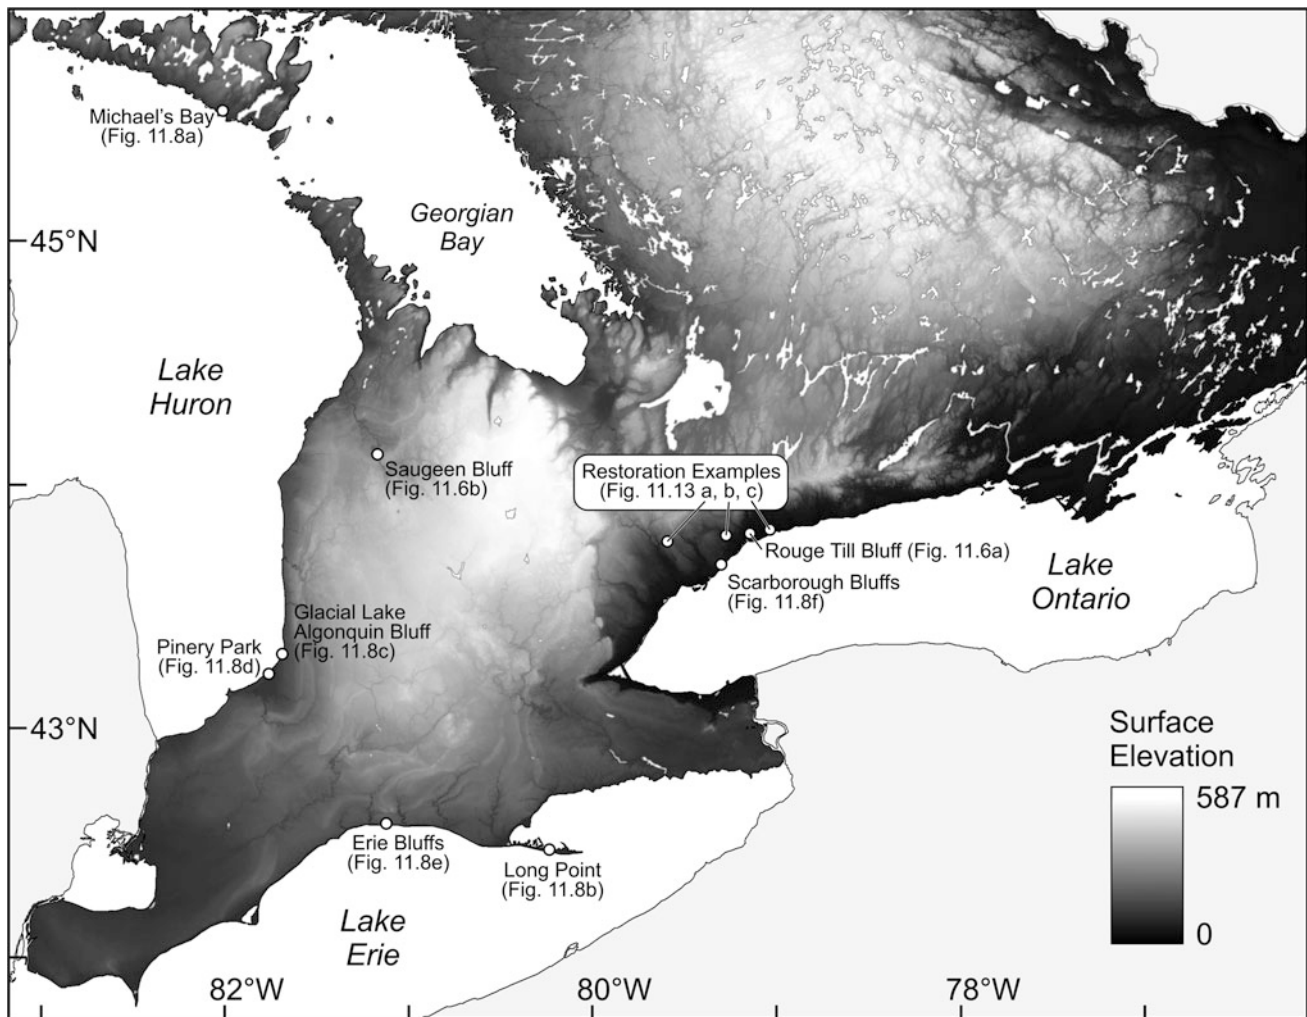 Michael's Bay
(Fig. 11.8a)
Georgian
Bay
45°N
Lake
Huron
Saugeen Bluff
(Fig. 11.6b)
Restoration Examples
(Fig. 11.13 a, b, c)
Rouge Till Bluff (Fig. 11.6a)
Scarborough Bluffs
(Fig. 11.8f)
Lake
Ontario
Glacial Lake
Algonquin Bluff
(Fig. 11.8c)
Pinery Park
(Fig. 11.8d)
43°N
Surface
Elevation
587 m
0
Erie Bluffs
(Fig. 11.8e)
Long Point
(Fig. 11.8b)
Lake
Erie
82°W
80°W
78°W